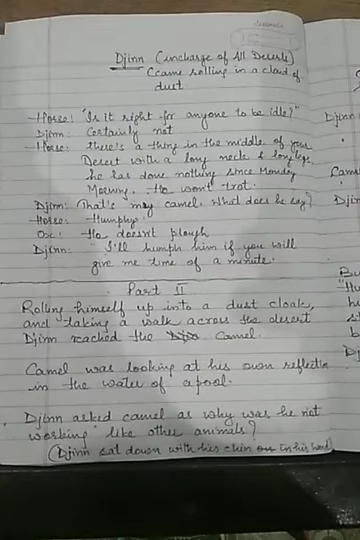 Djinn (incharge of All Deserts)
(came rolling in a cloud of
dust
Horse: "Is it right for anyone to be idle?"
Djinn: Certainly not
Horse: there's a thing in the middle of your
Desert with a long neck & long legs,
he has done nothing since Monday
Morning. He won't trot.
Djinn: That's my camel. What does he say?
Horse: Humph.
Ox: He doesn't plough
Djinn: "I'll humph him if you will
give me time of a minute.
Part II
Rolling himself up into a dust cloak,
and taking a walk across the desert
Djinn reached the Camel.
Camel was looking at his own reflection
in the water of a pool.
Djinn asked camel as why was he not
working like other animals?
(Djinn sat down with his chin in his hand)
Djinn
Djin
Dj